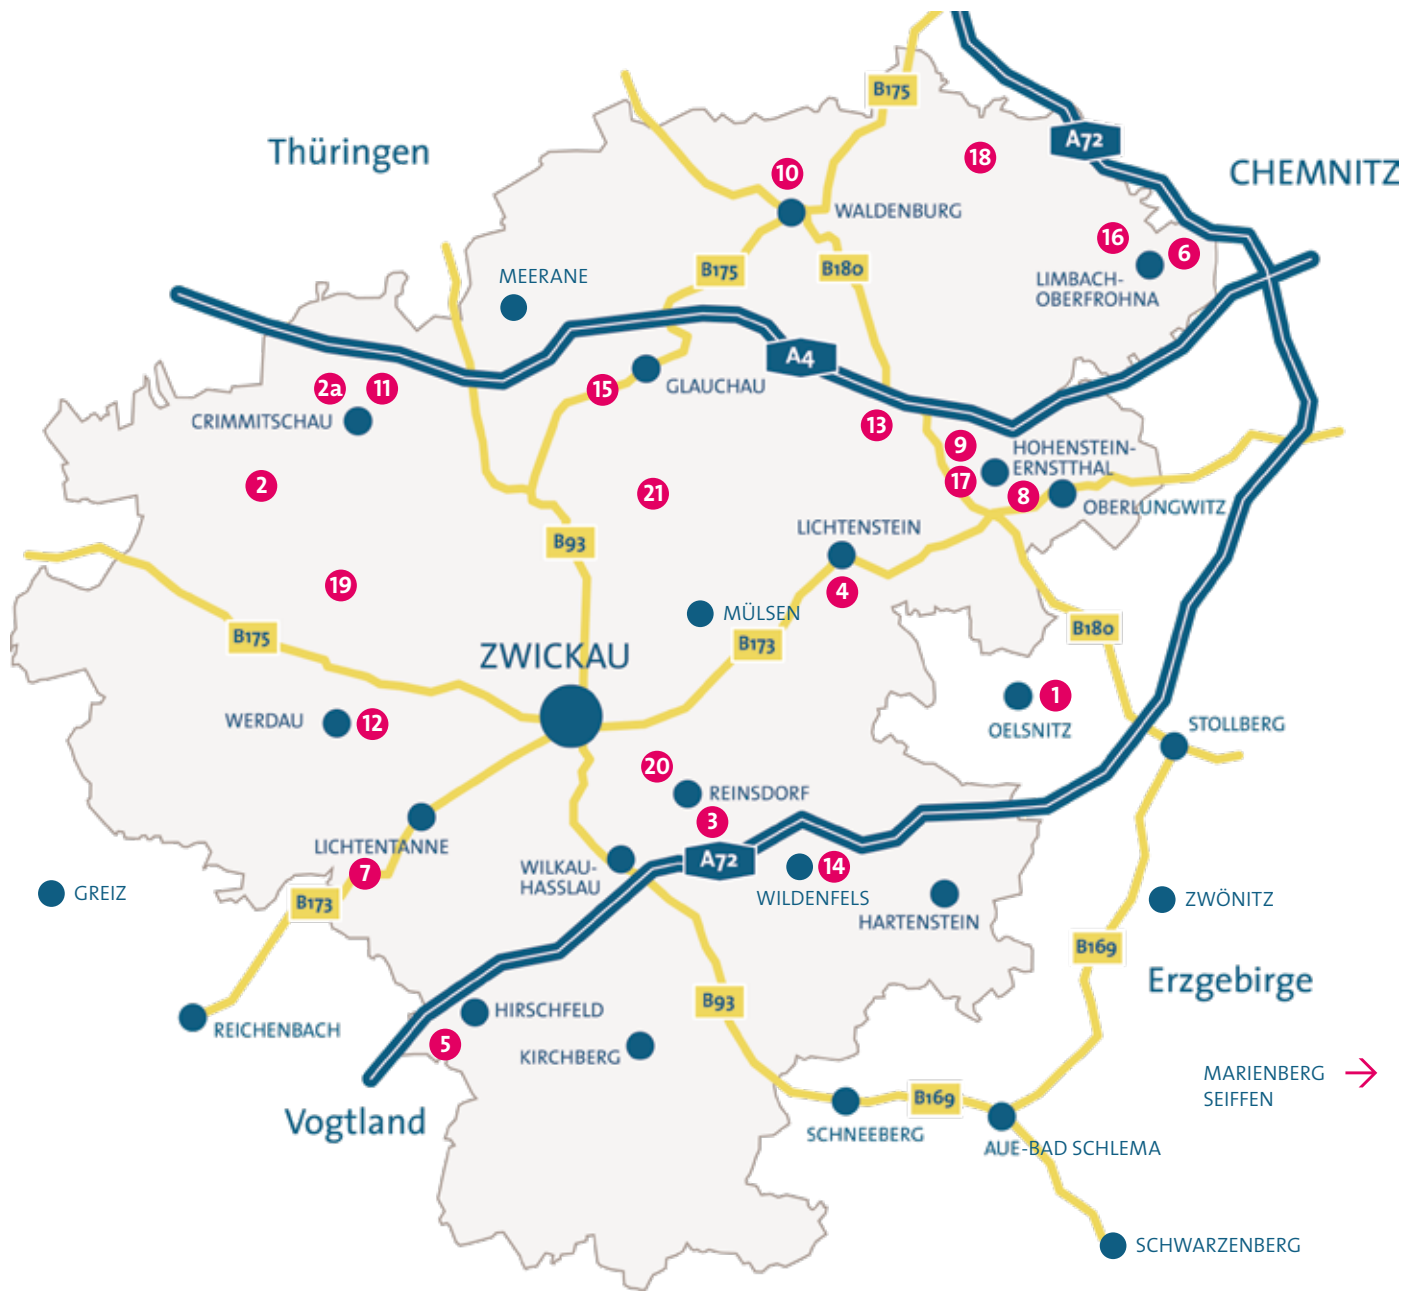 B175
A72
Thüringen
18
CHEMNITZ
10
WALDENBURG
16
6
B175
B180
MEERANE
LIMBACH-
OBERFROHNA
A4
2a
11
GLAUCHAU
15
CRIMMITSCHAU
13
9
HOHENSTEIN-
ERNSTTHAL
2
21
17
8
OBERLUNGWITZ
LICHTENSTEIN
B93
19
4
MÜLSEN
B175
B173
B180
ZWICKAU
1
WERDAU
12
OELSNITZ
STOLLBERG
20
REINSDORF
3
LICHTENTANNE
A72
7
WILKAU-
HASSLAU
14
WILDENFELS
GREIZ
B173
HARTENSTEIN
ZWÖNITZ
B169
Erzgebirge
B93
HIRSCHFELD
REICHENBACH
5
KIRCHBERG
MARIENBERG
SEIFFEN
B169
Vogtland
SCHNEEBERG
AUE-BAD SCHLEMA
SCHWARZENBERG